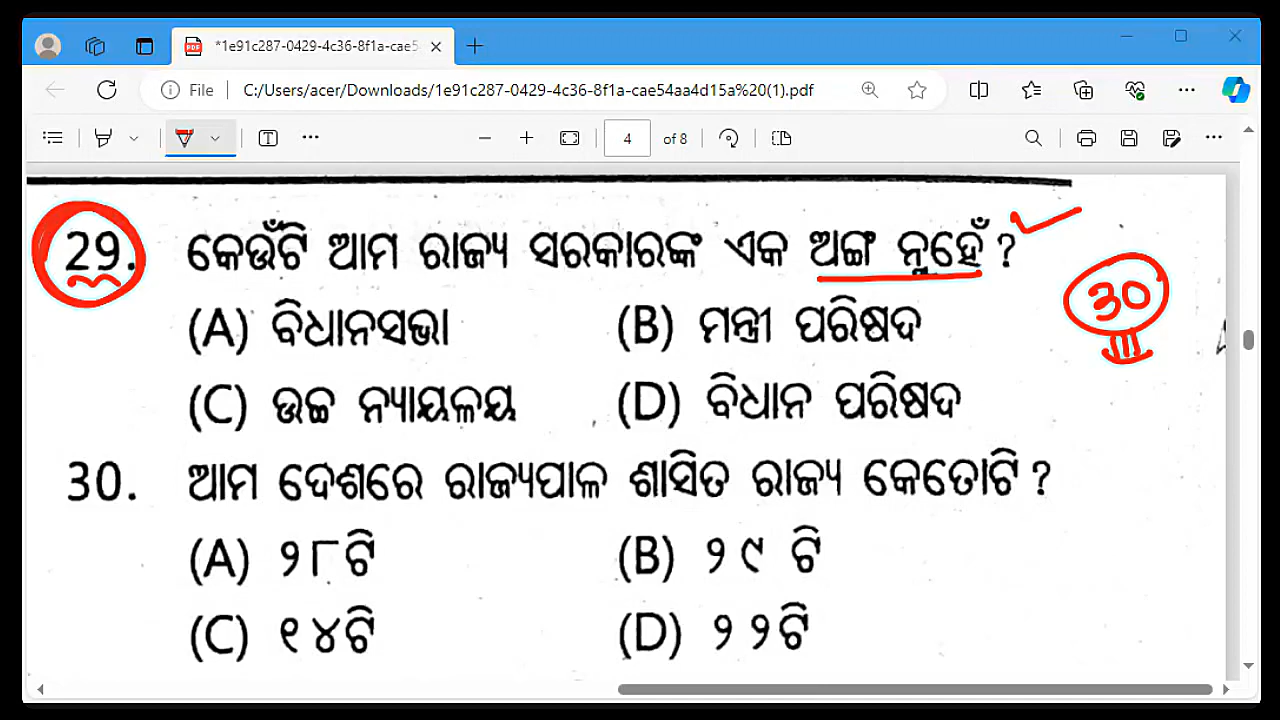 *1e91c287-0429-4c36-8f1a-cae5
File C:/Users/acer/Downloads/1e91c287-0429-4c36-8f1a-cae54aa4d15a%20(1).pdf
4 of 8
29. କେଉଁଟି ଆମ ରାଜ୍ୟ ସରକାରଙ୍କ ଏକ ଅଙ୍ଗ ନୁହେଁ ?
30
(A) ବିଧାନସଭା (B) ମନ୍ତ୍ରୀ ପରିଷଦ
(C) ଉଚ୍ଚ ନ୍ୟାୟଳୟ (D) ବିଧାନ ପରିଷଦ
30. ଆମ ଦେଶରେ ରାଜ୍ୟପାଳ ଶାସିତ ରାଜ୍ୟ କେତୋଟି ?
(A) ୨୮ଟି (B) ୨୯ ଟି
(C) ୧୪ଟି (D) ୨୨ଟି